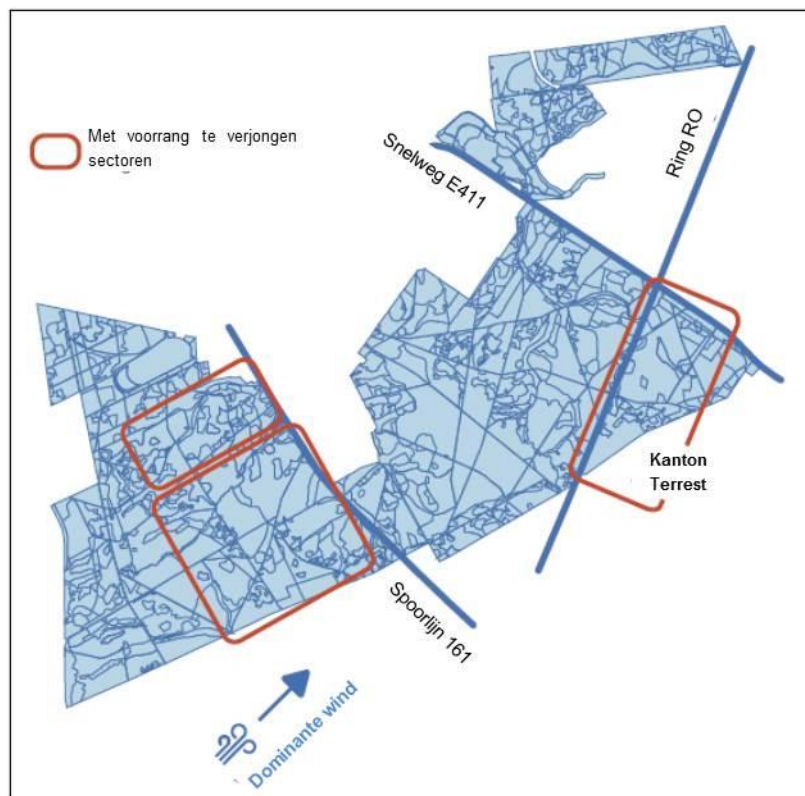 Met voorrang te verjongen
sectoren
Snelweg E411
Ring RO
Kanton
Terrest
Spoorlijn 161
Dominante wind